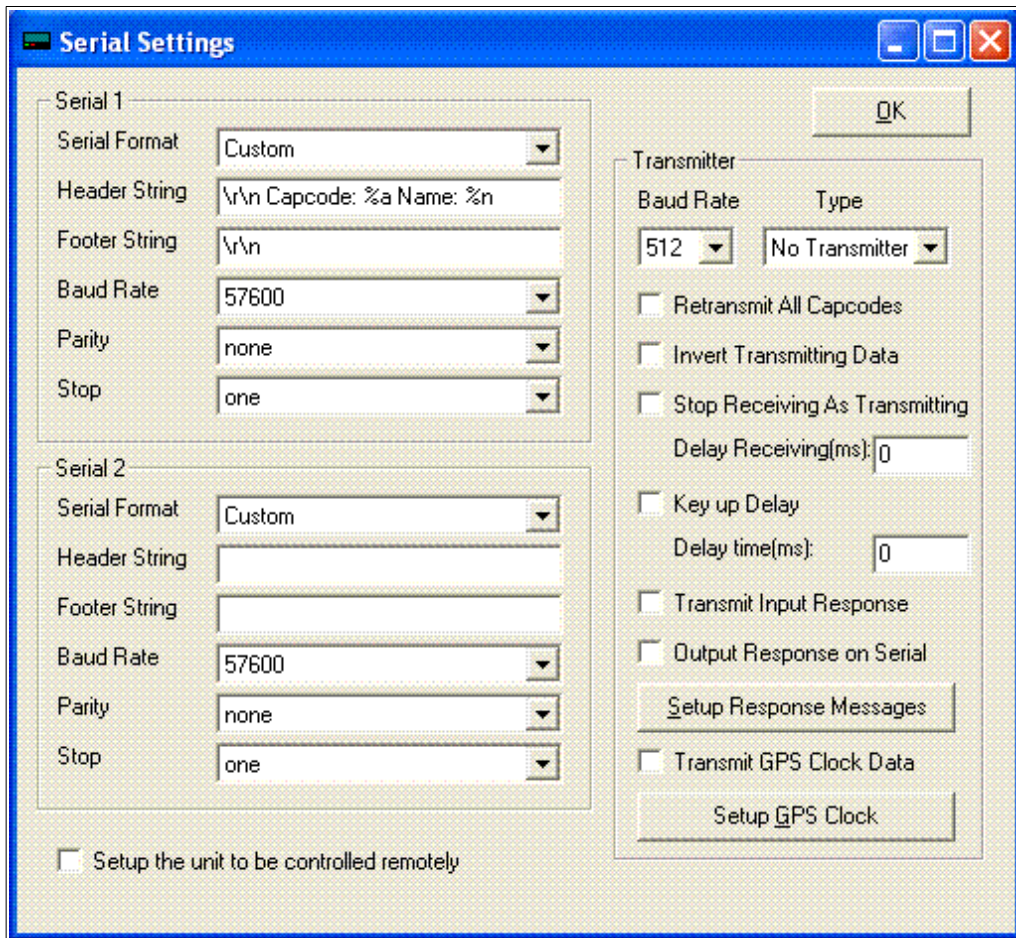 Serial Settings
Serial 1
Serial Format Custom
Header String \r\n Capcode: %a Name: %n
Footer String \r\n
Baud Rate 57600
Parity none
Stop one
Serial 2
Serial Format Custom
Header String
Footer String
Baud Rate 57600
Parity none
Stop one
Setup the unit to be controlled remotely
OK
Transmitter
Baud Rate Type
512 No Transmitter
Retransmit All Capcodes
Invert Transmitting Data
Stop Receiving As Transmitting
Delay Receiving(ms): 0
Key up Delay
Delay time(ms): 0
Transmit Input Response
Output Response on Serial
Setup Response Messages
Transmit GPS Clock Data
Setup GPS Clock